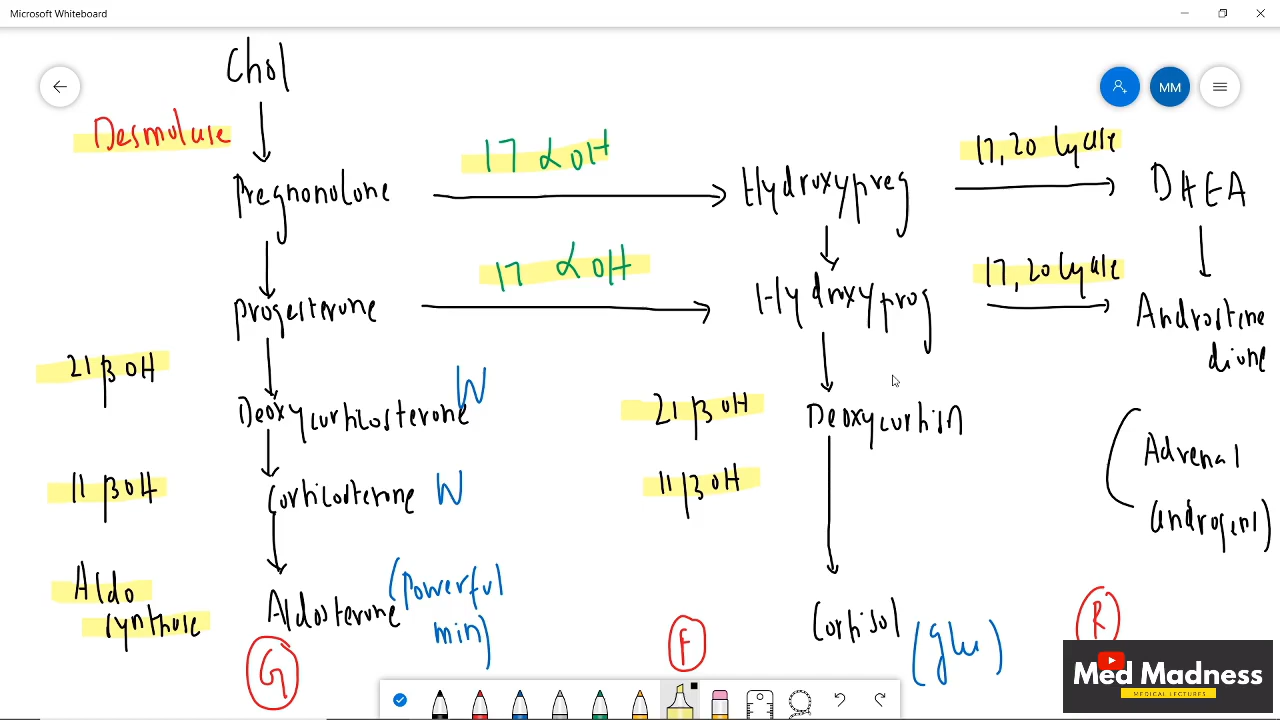 Microsoft Whiteboard
Chol
MM
Desmolase
17 α OH
17,20 lyase
Pregnonolone
Hydroxypreg
DHEA
17 α OH
17,20 lyase
Progesterone
Hydroxyprog
Androstene
dione
21 β OH
W
21 β OH
Deoxycorticosterone
Deoxycortisol
Adrenal
11 β OH
Corticosterone W
11 β OH
(androgens)
Aldo
synthase
Aldosterone
(powerful
min)
Cortisol
(glu)
G
F
R
Med Madness
MEDICAL LECTURES